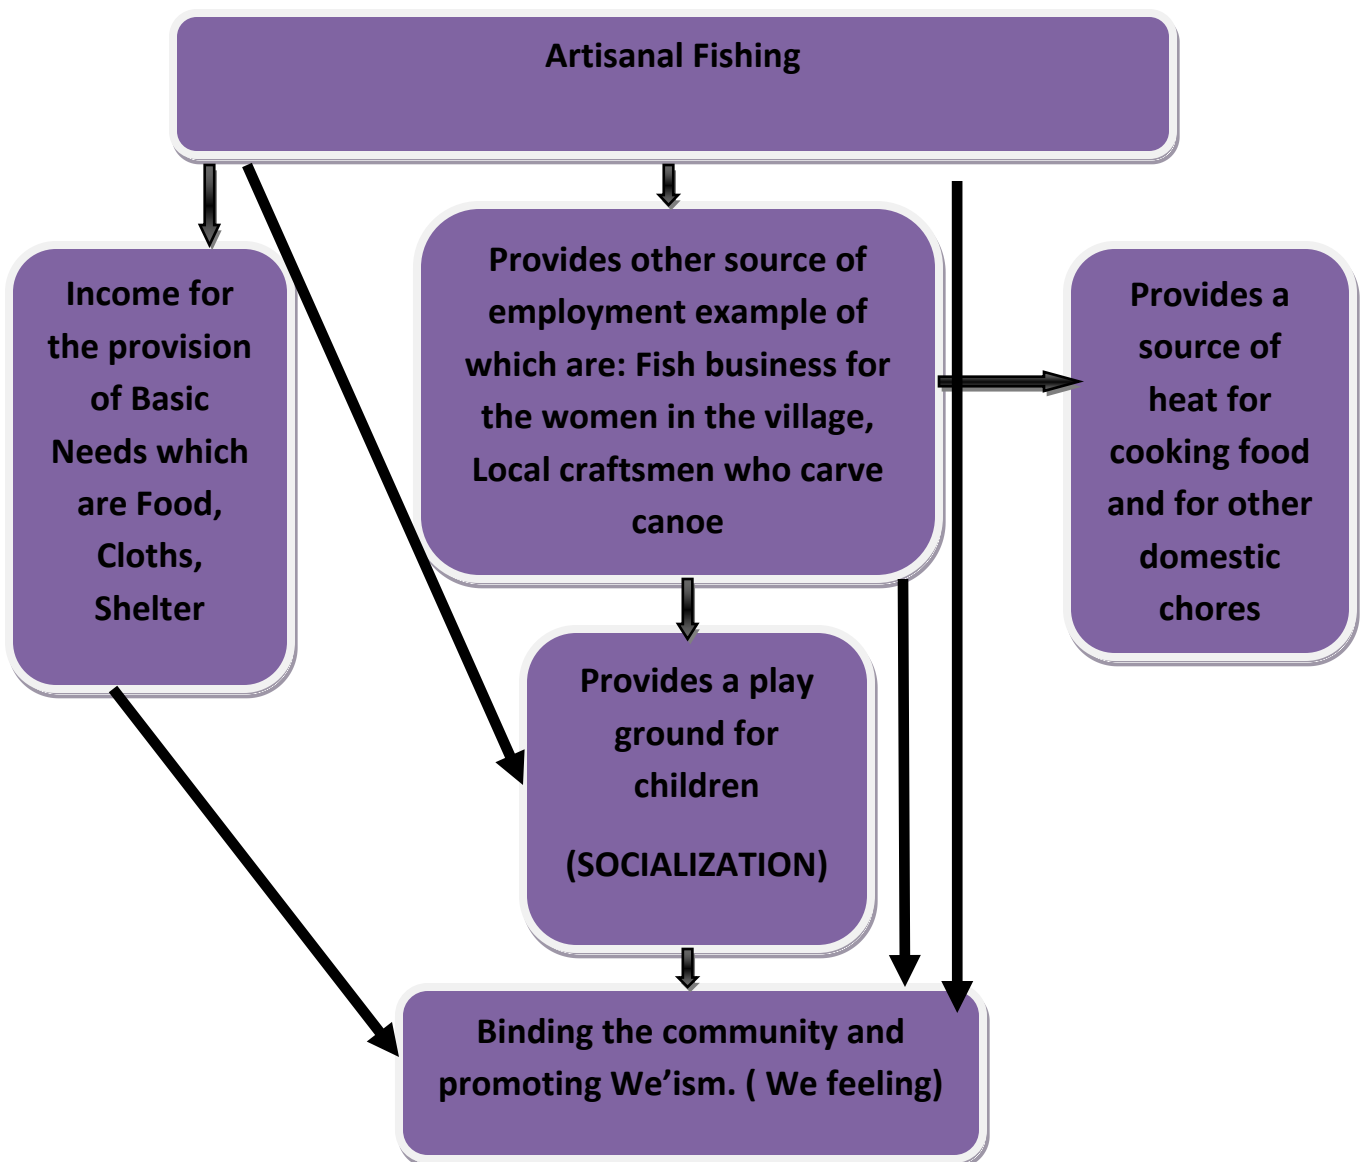 Artisanal Fishing
Income for
the provision
of Basic
Needs which
are Food,
Cloths,
Shelter
Provides other source of
employment example of
which are: Fish business for
the women in the village,
Local craftsmen who carve
canoe
Provides a
source of
heat for
cooking food
and for other
domestic
chores
Provides a play
ground for
children
(SOCIALIZATION)
Binding the community and
promoting We’ism. ( We feeling)